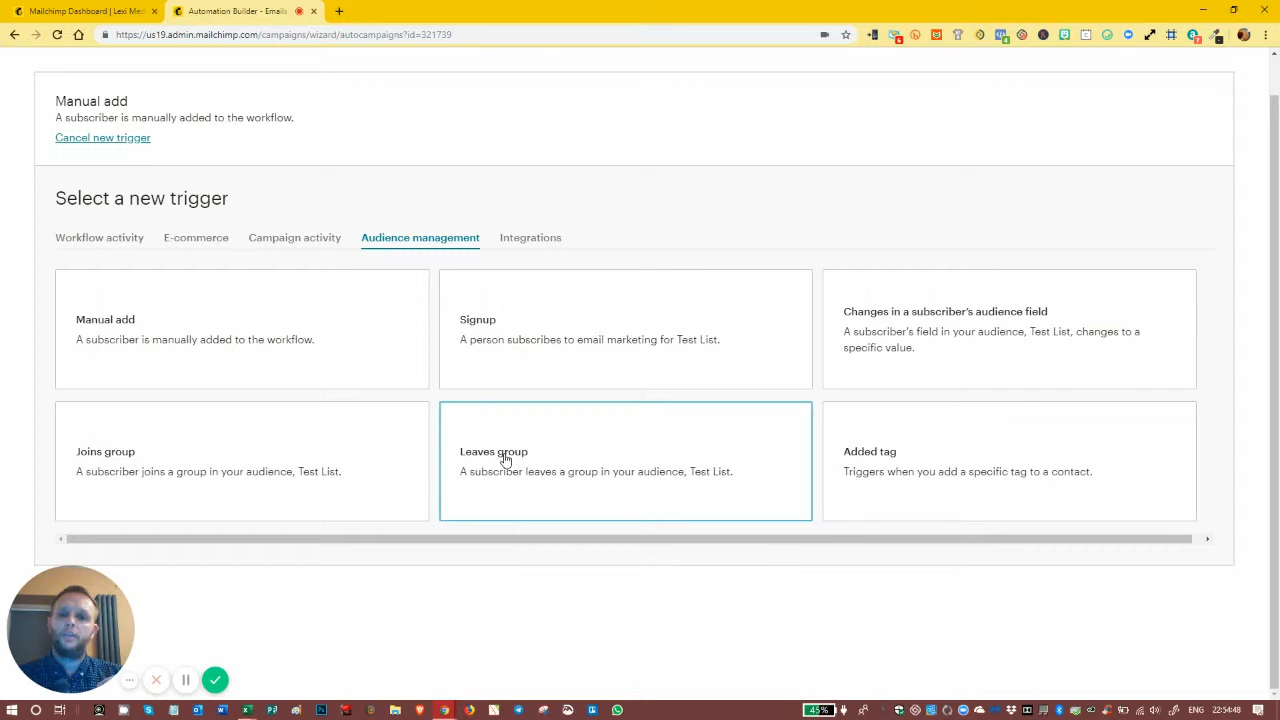 Mailchimp Dashboard | Lexi Med
Automation Builder - Emails
https://us19.admin.mailchimp.com/campaigns/wizard/autocampaigns?id=321739
Manual add
A subscriber is manually added to the workflow.
Cancel new trigger
Select a new trigger
Workflow activity E-commerce Campaign activity Audience management Integrations
Manual add
A subscriber is manually added to the workflow.
Signup
A person subscribes to email marketing for Test List.
Changes in a subscriber's audience field
A subscriber's field in your audience, Test List, changes to a
specific value.
Joins group
A subscriber joins a group in your audience, Test List.
Leaves group
A subscriber leaves a group in your audience, Test List.
Added tag
Triggers when you add a specific tag to a contact.
45%
ENG
21:54:48